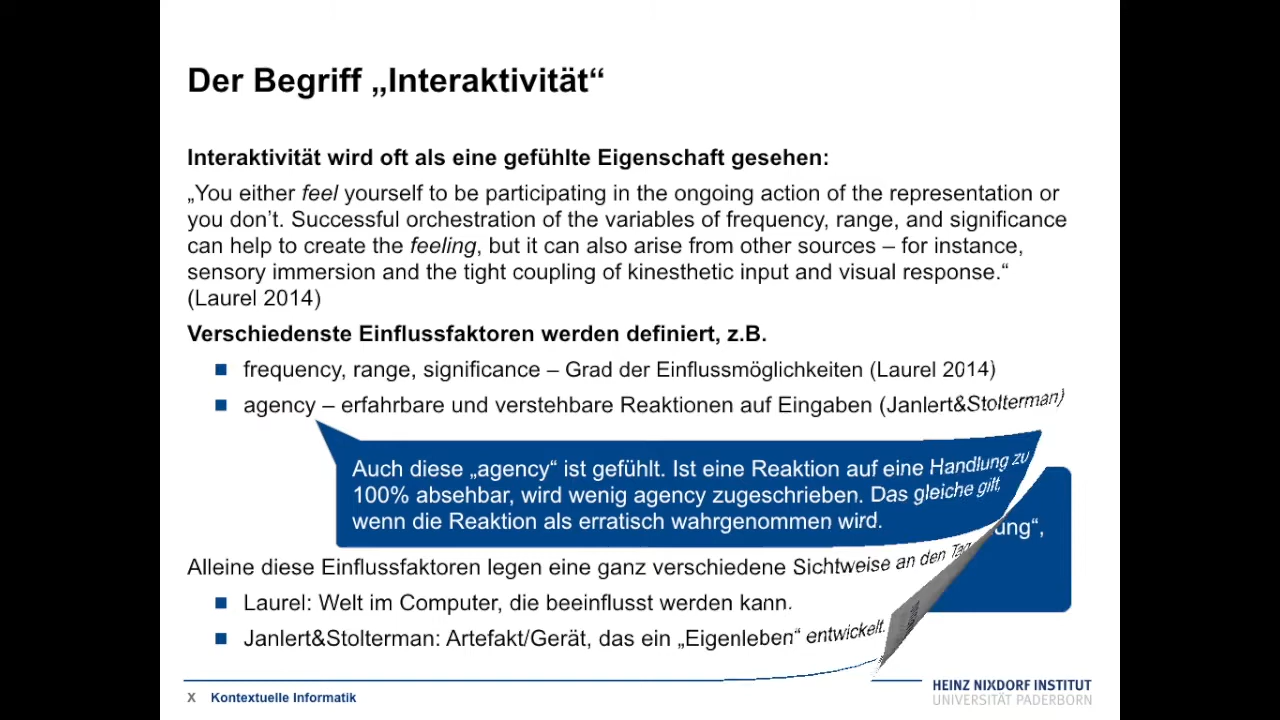 Der Begriff „Interaktivität“
Interaktivität wird oft als eine gefühlte Eigenschaft gesehen:
„You either feel yourself to be participating in the ongoing action of the representation or
you don’t. Successful orchestration of the variables of frequency, range, and significance
can help to create the feeling, but it can also arise from other sources – for instance,
sensory immersion and the tight coupling of kinesthetic input and visual response.“
(Laurel 2014)
Verschiedenste Einflussfaktoren werden definiert, z.B.
frequency, range, significance – Grad der Einflussmöglichkeiten (Laurel 2014)
agency – erfahrbare und verstehbare Reaktionen auf Eingaben (Janlert&Stolterman)
Auch diese „agency“ ist gefühlt. Ist eine Reaktion auf eine Handlung zu
100% absehbar, wird wenig agency zugeschrieben. Das gleiche gilt,
wenn die Reaktion als erratisch wahrgenommen wird.
Alleine diese Einflussfaktoren legen eine ganz verschiedene Sichtweise an den
Laurel: Welt im Computer, die beeinflusst werden kann.
Janlert&Stolterman: Artefakt/Gerät, das ein „Eigenleben“ entwickelt.
X Kontextuelle Informatik
HEINZ NIXDORF INSTITUT
UNIVERSITÄT PADERBORN